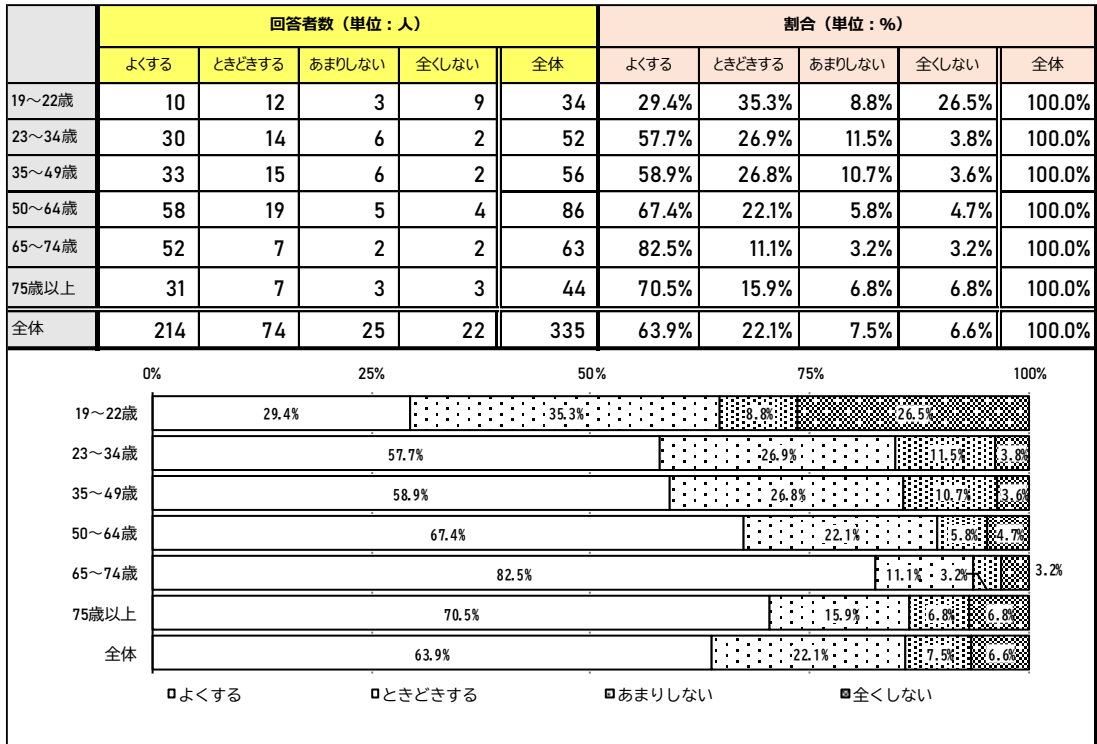 回答者数（単位：人） 割合（単位：%）
よくする ときどきする あまりしない 全くしない 全体 よくする ときどきする あまりしない 全くしない 全体
19～22歳 10 12 3 9 34 29.4% 35.3% 8.8% 26.5% 100.0%
23～34歳 30 14 6 2 52 57.7% 26.9% 11.5% 3.8% 100.0%
35～49歳 33 15 6 2 56 58.9% 26.8% 10.7% 3.6% 100.0%
50～64歳 58 19 5 4 86 67.4% 22.1% 5.8% 4.7% 100.0%
65～74歳 52 7 2 2 63 82.5% 11.1% 3.2% 3.2% 100.0%
75歳以上 31 7 3 3 44 70.5% 15.9% 6.8% 6.8% 100.0%
全体 214 74 25 22 335 63.9% 22.1% 7.5% 6.6% 100.0%
0% 25% 50% 75% 100%
19～22歳 29.4% 35.3% 8.8% 26.5%
23～34歳 57.7% 26.9% 11.5% 3.8%
35～49歳 58.9% 26.8% 10.7% 3.6%
50～64歳 67.4% 22.1% 5.8% 4.7%
65～74歳 82.5% 11.1% 3.2% 3.2%
75歳以上 70.5% 15.9% 6.8% 6.8%
全体 63.9% 22.1% 7.5% 6.6%
よくする ときどきする あまりしない 全くしない